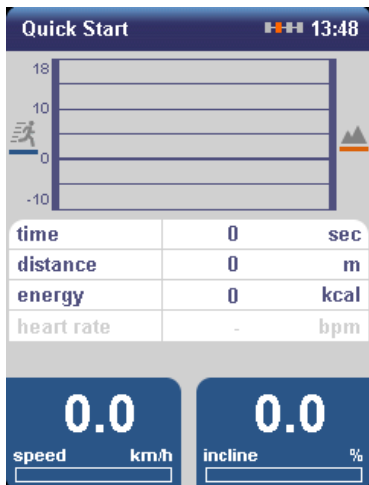 Quick Start 13:48
18
10
0
-10
time 0 sec
distance 0 m
energy 0 kcal
heart rate - bpm
0.0 0.0
speed km/h incline %